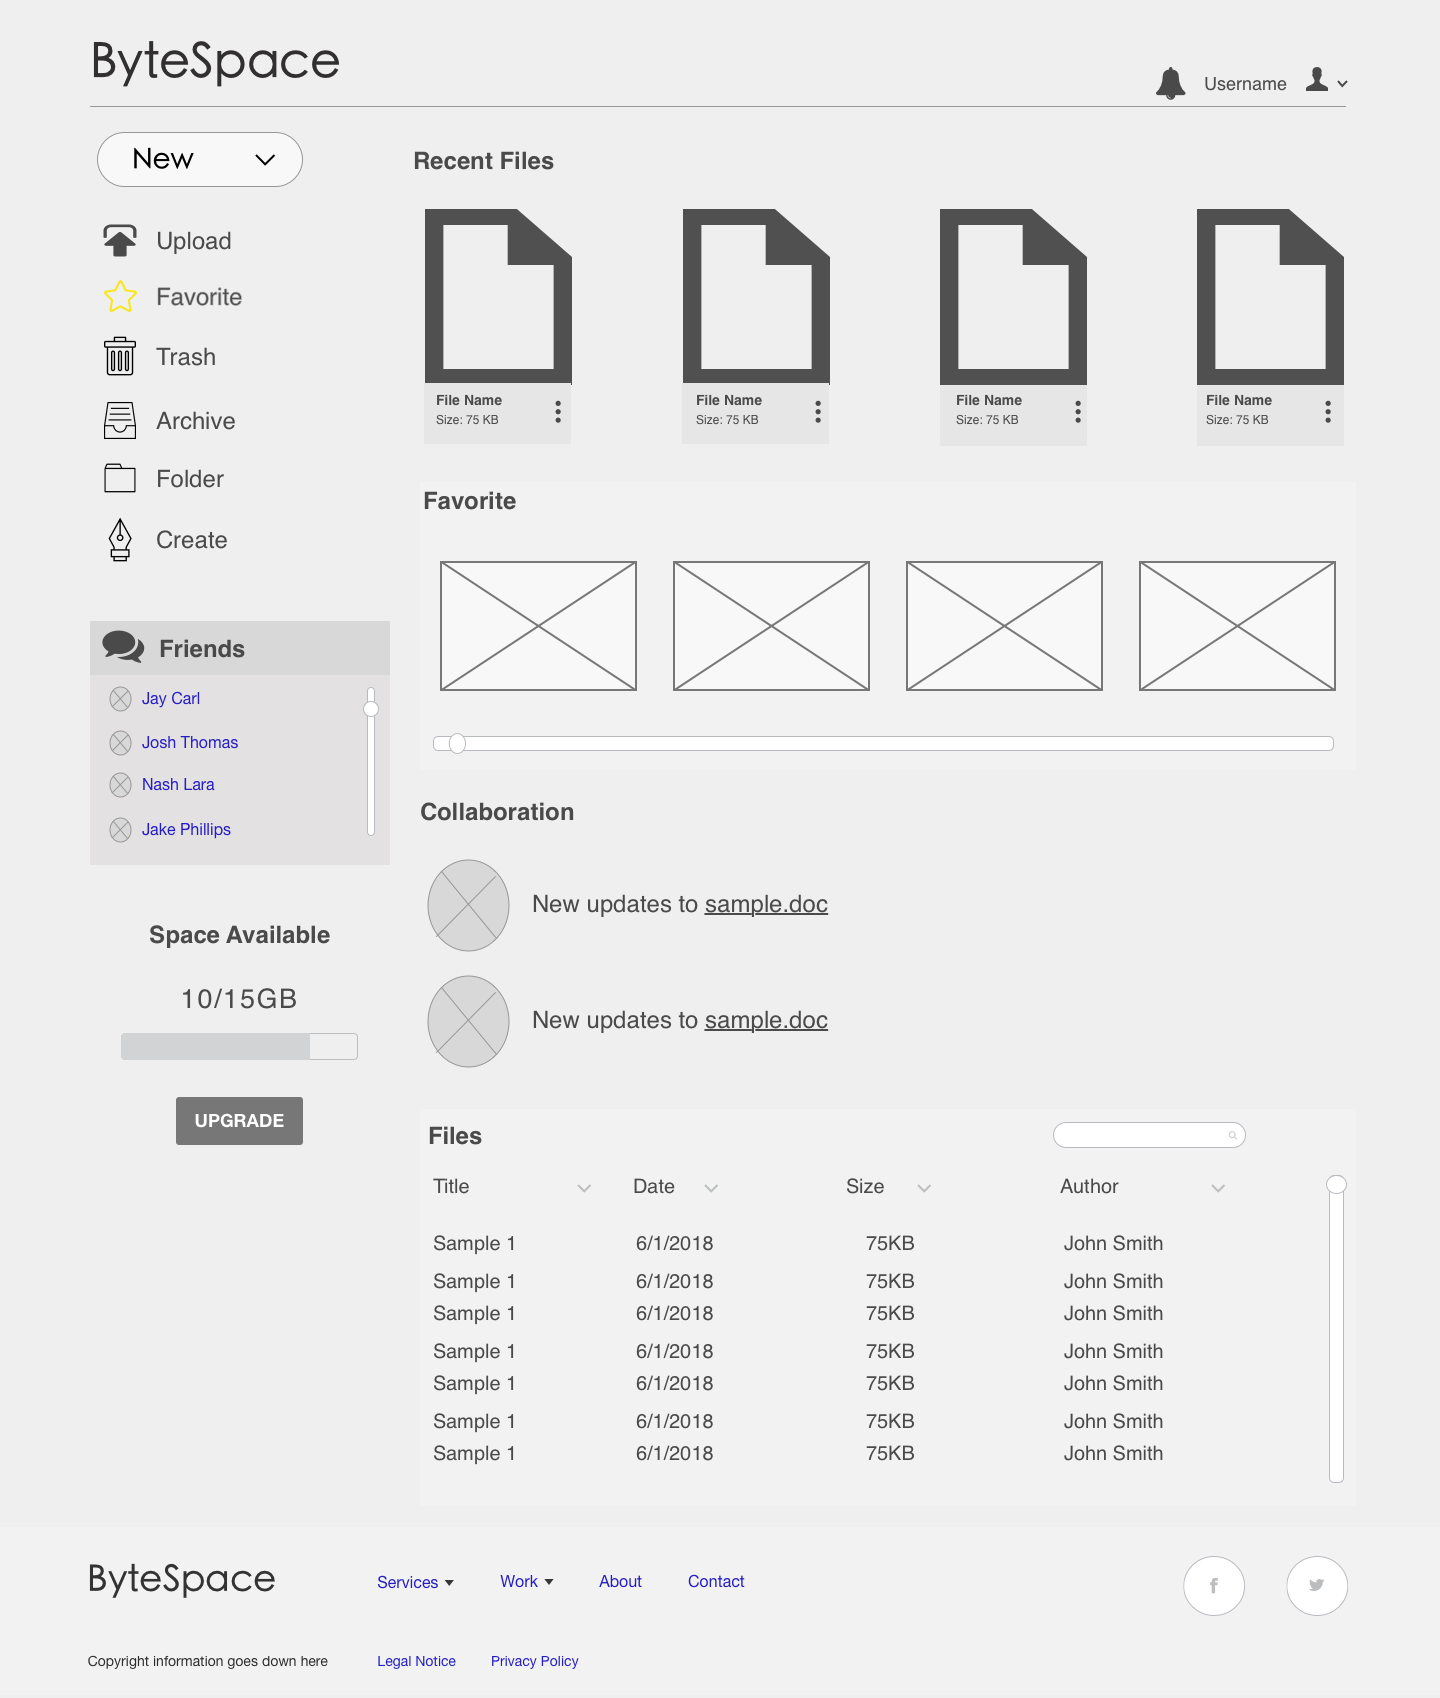 ByteSpace
Username
New
Upload
Favorite
Trash
Archive
Folder
Create
Friends
Jay Carl
Josh Thomas
Nash Lara
Jake Phillips
Space Available
10/15GB
UPGRADE
Recent Files
File Name
Size: 75 KB
File Name
Size: 75 KB
File Name
Size: 75 KB
File Name
Size: 75 KB
Favorite
Collaboration
New updates to sample.doc
New updates to sample.doc
Files
Title Date Size Author
Sample 1 6/1/2018 75KB John Smith
Sample 1 6/1/2018 75KB John Smith
Sample 1 6/1/2018 75KB John Smith
Sample 1 6/1/2018 75KB John Smith
Sample 1 6/1/2018 75KB John Smith
Sample 1 6/1/2018 75KB John Smith
Sample 1 6/1/2018 75KB John Smith
ByteSpace
Services Work About Contact
Copyright information goes down here
Legal Notice Privacy Policy